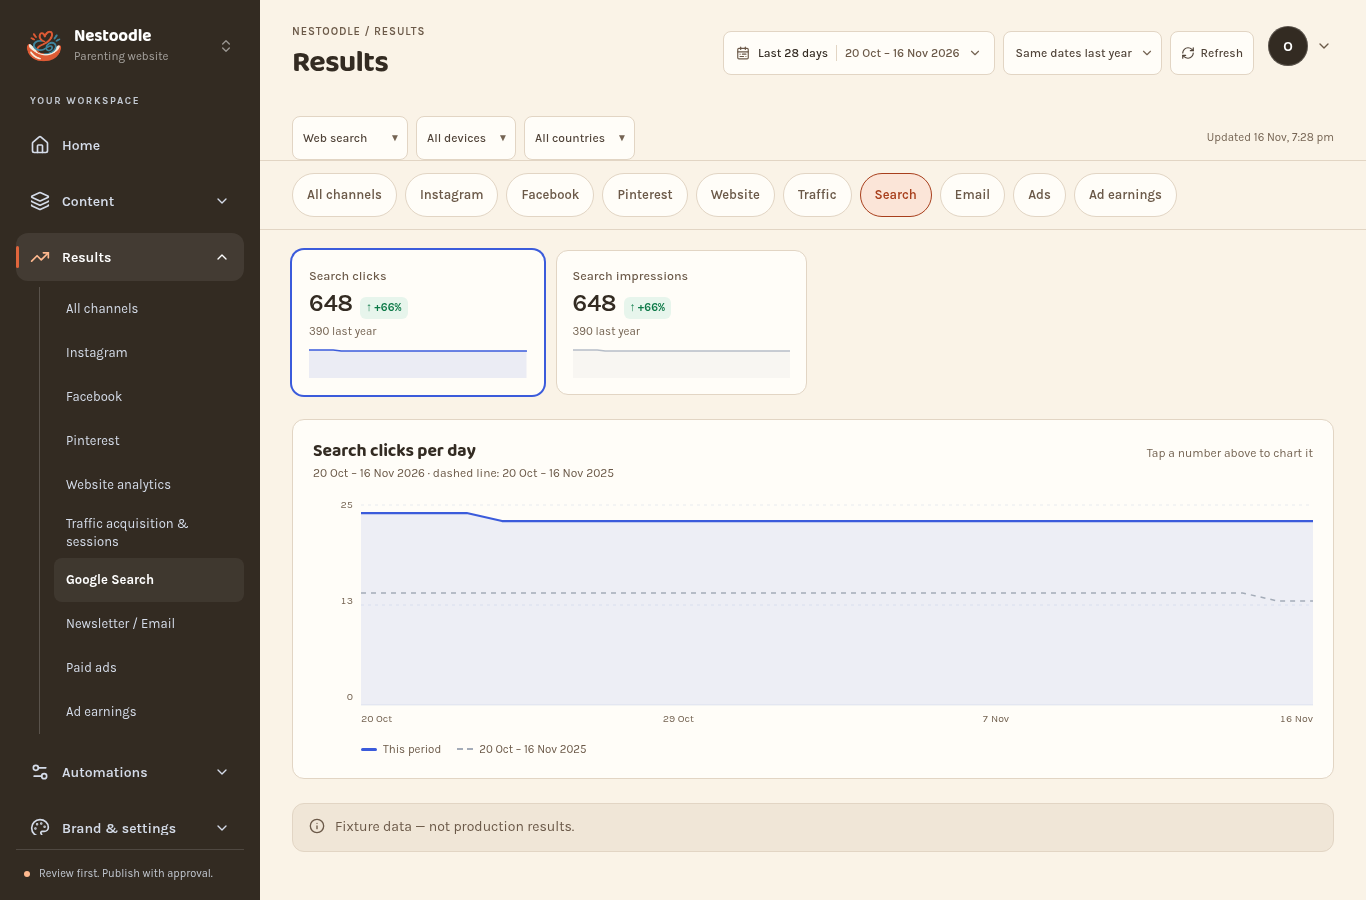 Nestoodle
Parenting website
YOUR WORKSPACE
Home
Content
Results
All channels
Instagram
Facebook
Pinterest
Website analytics
Traffic acquisition &
sessions
Google Search
Newsletter / Email
Paid ads
Ad earnings
Automations
Brand & settings
Review first. Publish with approval.
NESTOODLE / RESULTS
Results
Last 28 days 20 Oct – 16 Nov 2026
Same dates last year
Refresh
O
Web search ▼
All devices ▼
All countries ▼
Updated 16 Nov, 7:28 pm
All channels
Instagram
Facebook
Pinterest
Website
Traffic
Search
Email
Ads
Ad earnings
Search clicks
648 ↑ +66%
390 last year
Search impressions
648 ↑ +66%
390 last year
Search clicks per day
20 Oct – 16 Nov 2026 · dashed line: 20 Oct – 16 Nov 2025
Tap a number above to chart it
25
13
0
20 Oct
29 Oct
7 Nov
16 Nov
This period
20 Oct – 16 Nov 2025
Fixture data — not production results.